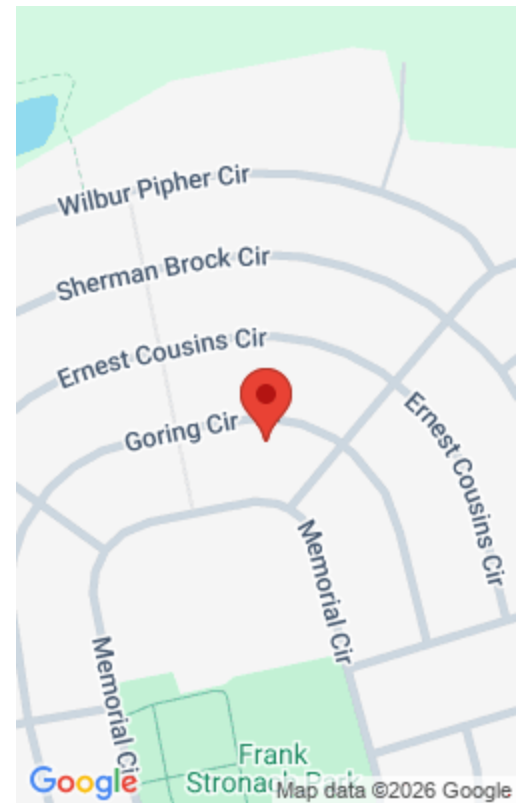 Wilbur Pipher Cir
Sherman Brock Cir
Ernest Cousins Cir
Goring Cir
Ernest Cousins Cir
Memorial Cir
Memorial Ci
Frank
Stronach Park
Google
Map data ©2026 Google